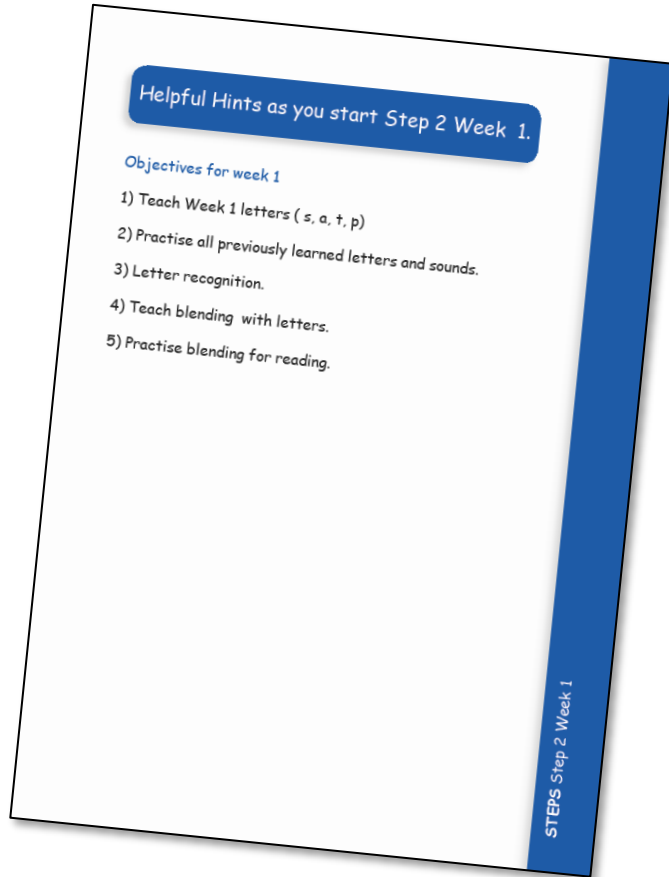 Helpful Hints as you start Step 2 Week  1.
Objectives for week 1
1) Teach Week 1 letters ( s, a, t, p)
2) Practise all previously learned letters and sounds.
3) Letter recognition.
4) Teach blending  with letters.
5) Practise blending for reading.
STEPS Step 2 Week 1